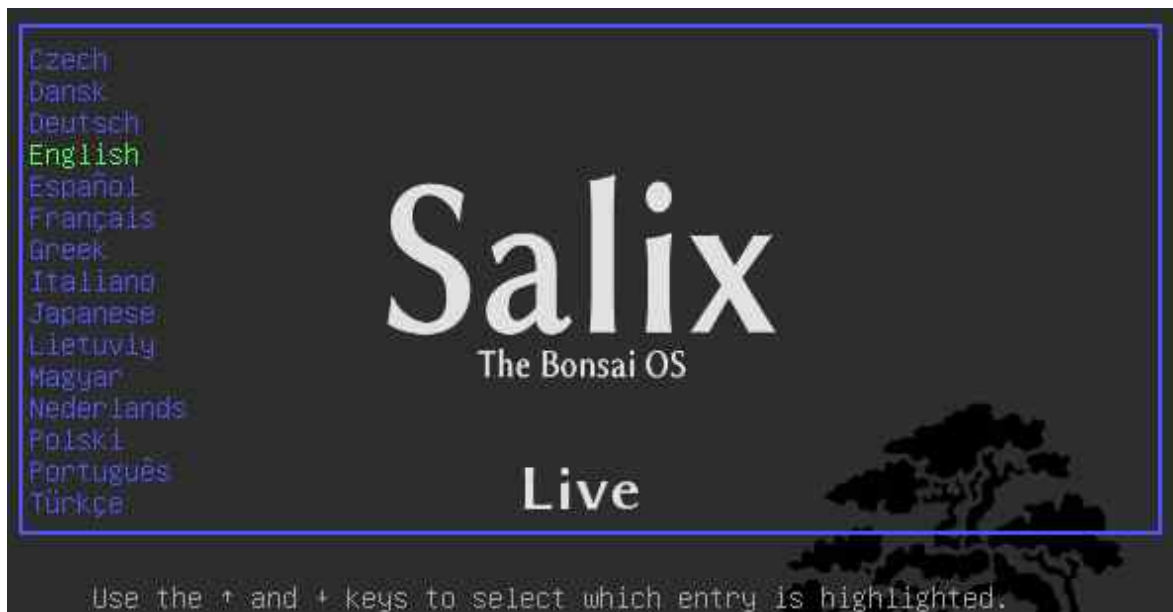 Czech
Dansk
Deutsch
English
Español
Français
Greek
Italiano
Japanese
Lietuviy
Magyar
Nederlands
Polski
Português
Türkçe
Salix
The Bonsai OS
Live
Use the ↑ and ↓ keys to select which entry is highlighted.